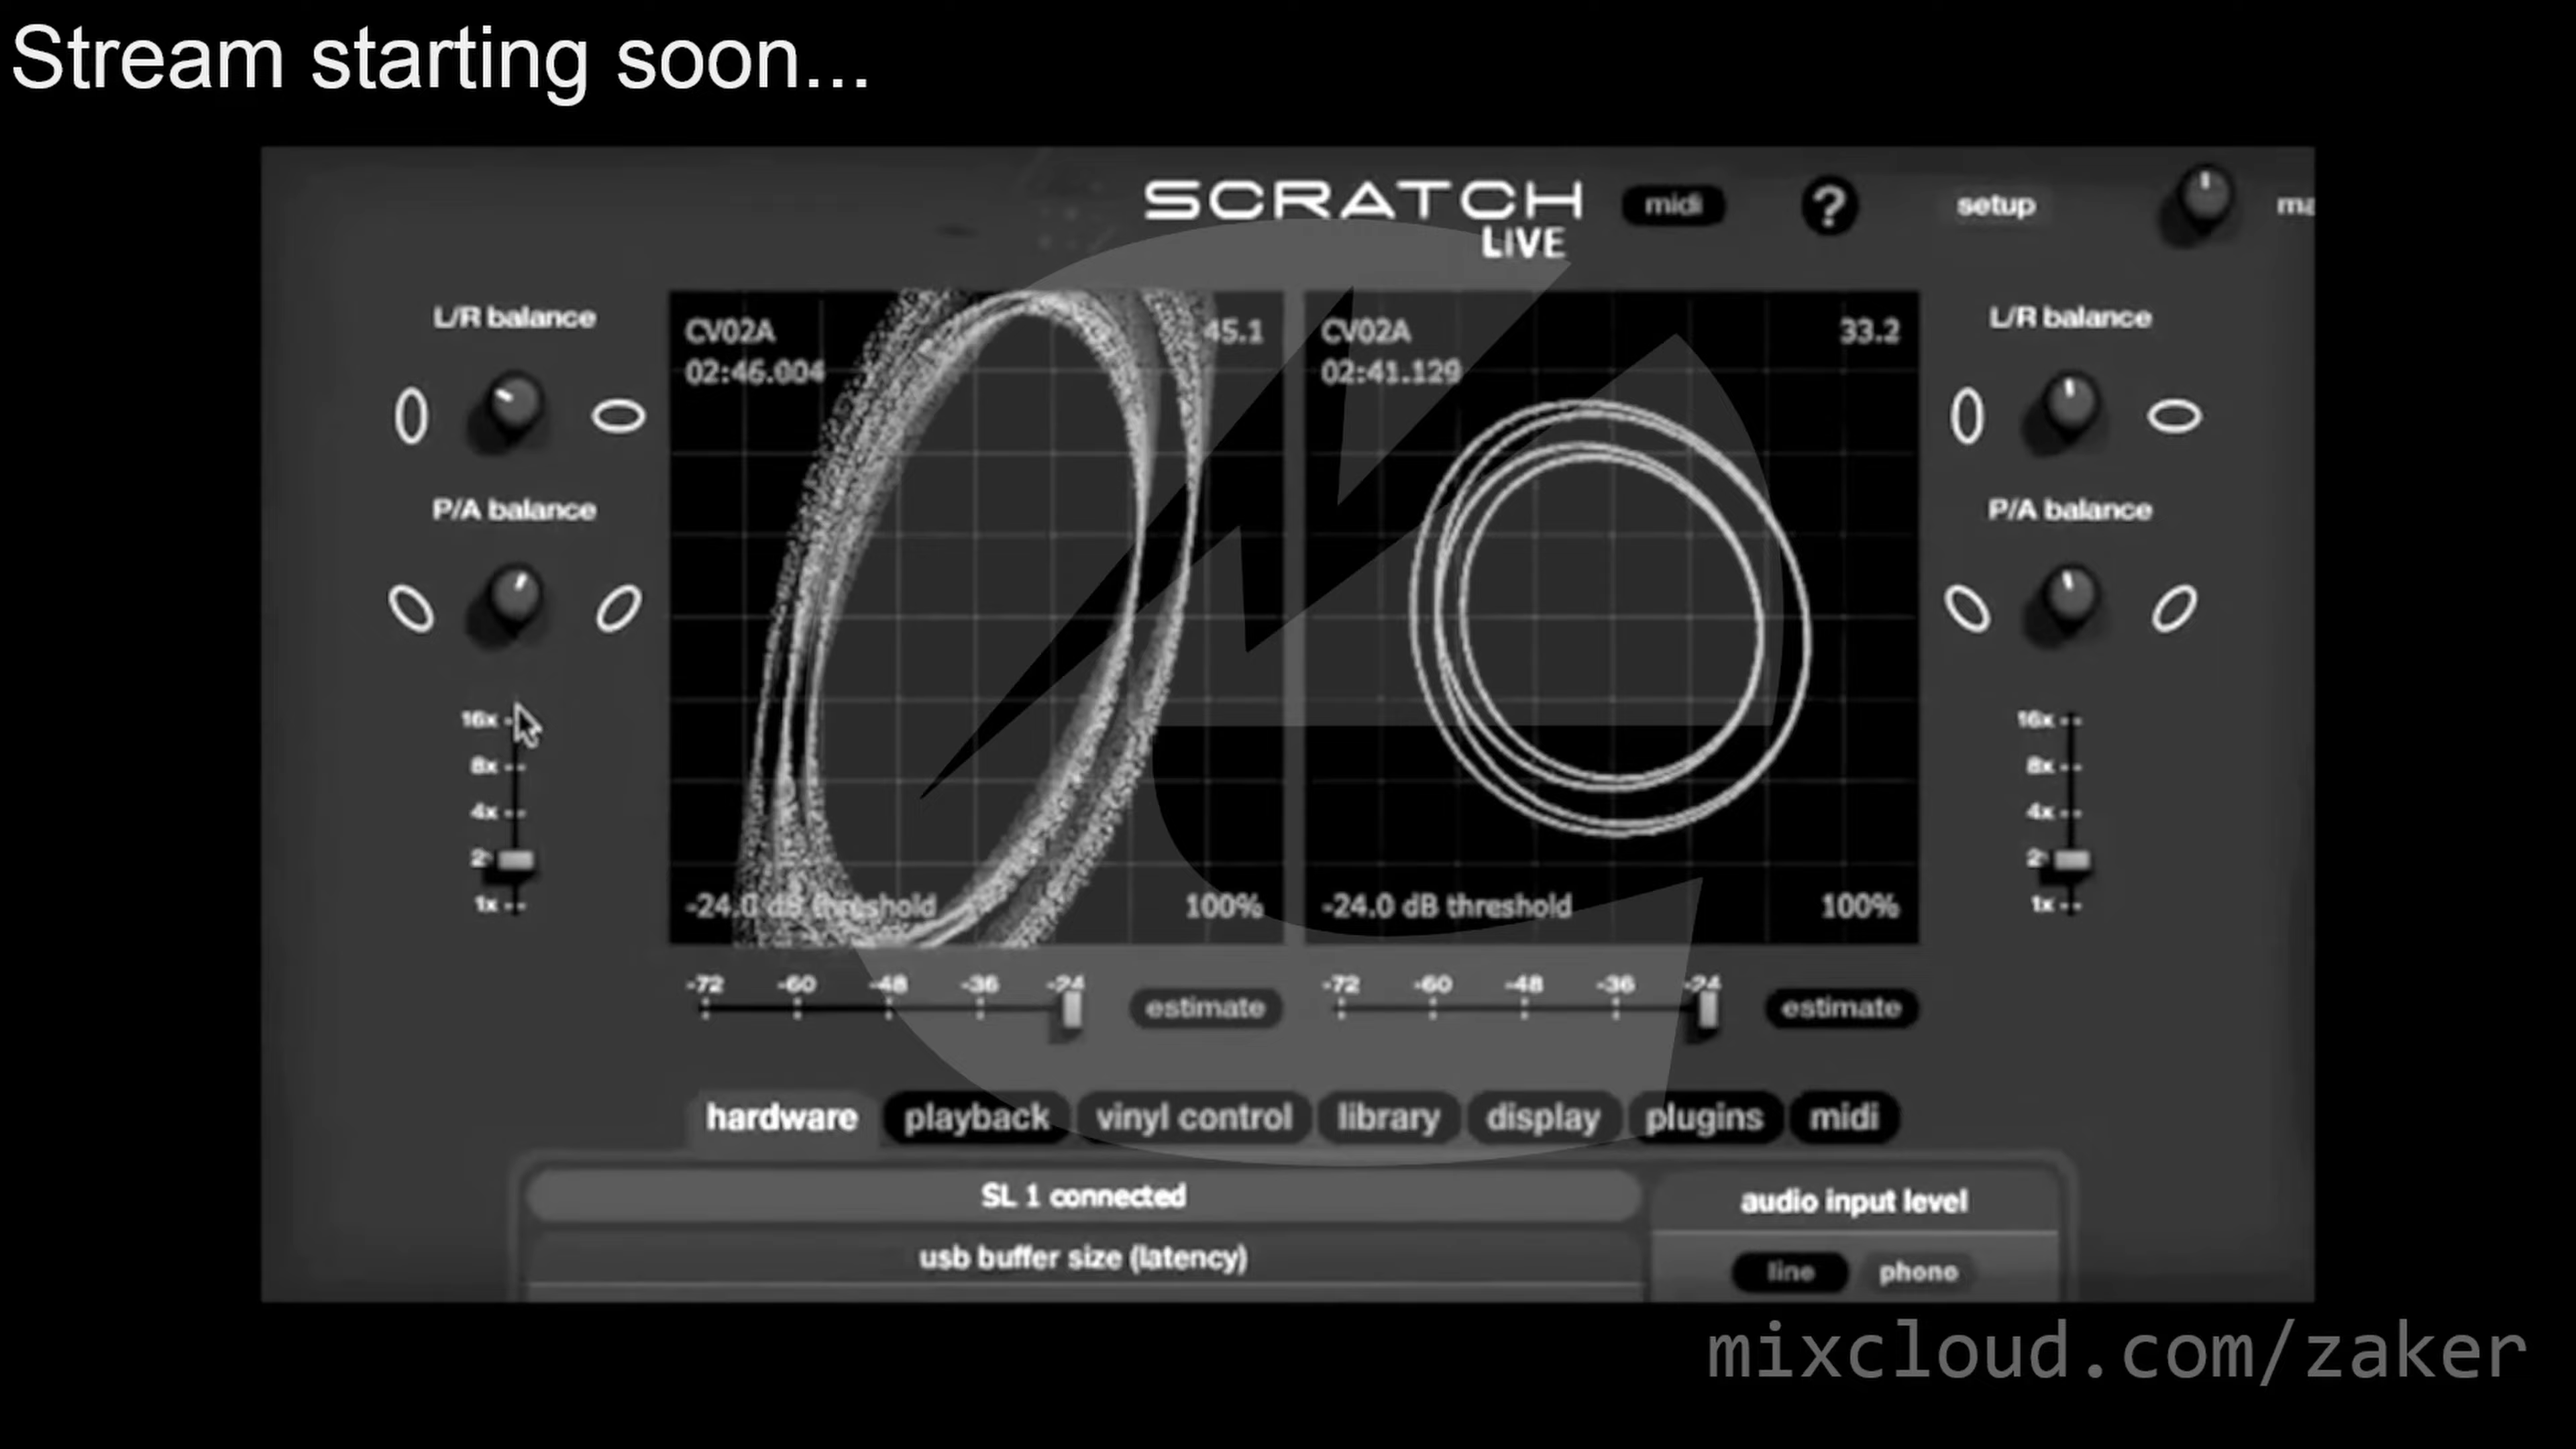 Stream starting soon...
SCRATCH
LIVE
midi
?
setup
L/R balance
P/A balance
16x
8x
4x
1x
CV02A
45.1
02:46.004
-24.0 dB threshold
100%
CV02A
33.2
02:41.129
-24.0 dB threshold
100%
L/R balance
P/A balance
16x
8x
4x
1x
-72 -60 -48 -36 -24
estimate
-72 -60 -48 -36 -24
estimate
hardware playback vinyl control library display plugins midi
SL 1 connected
usb buffer size (latency)
audio input level
line phono
mixcloud.com/zaker